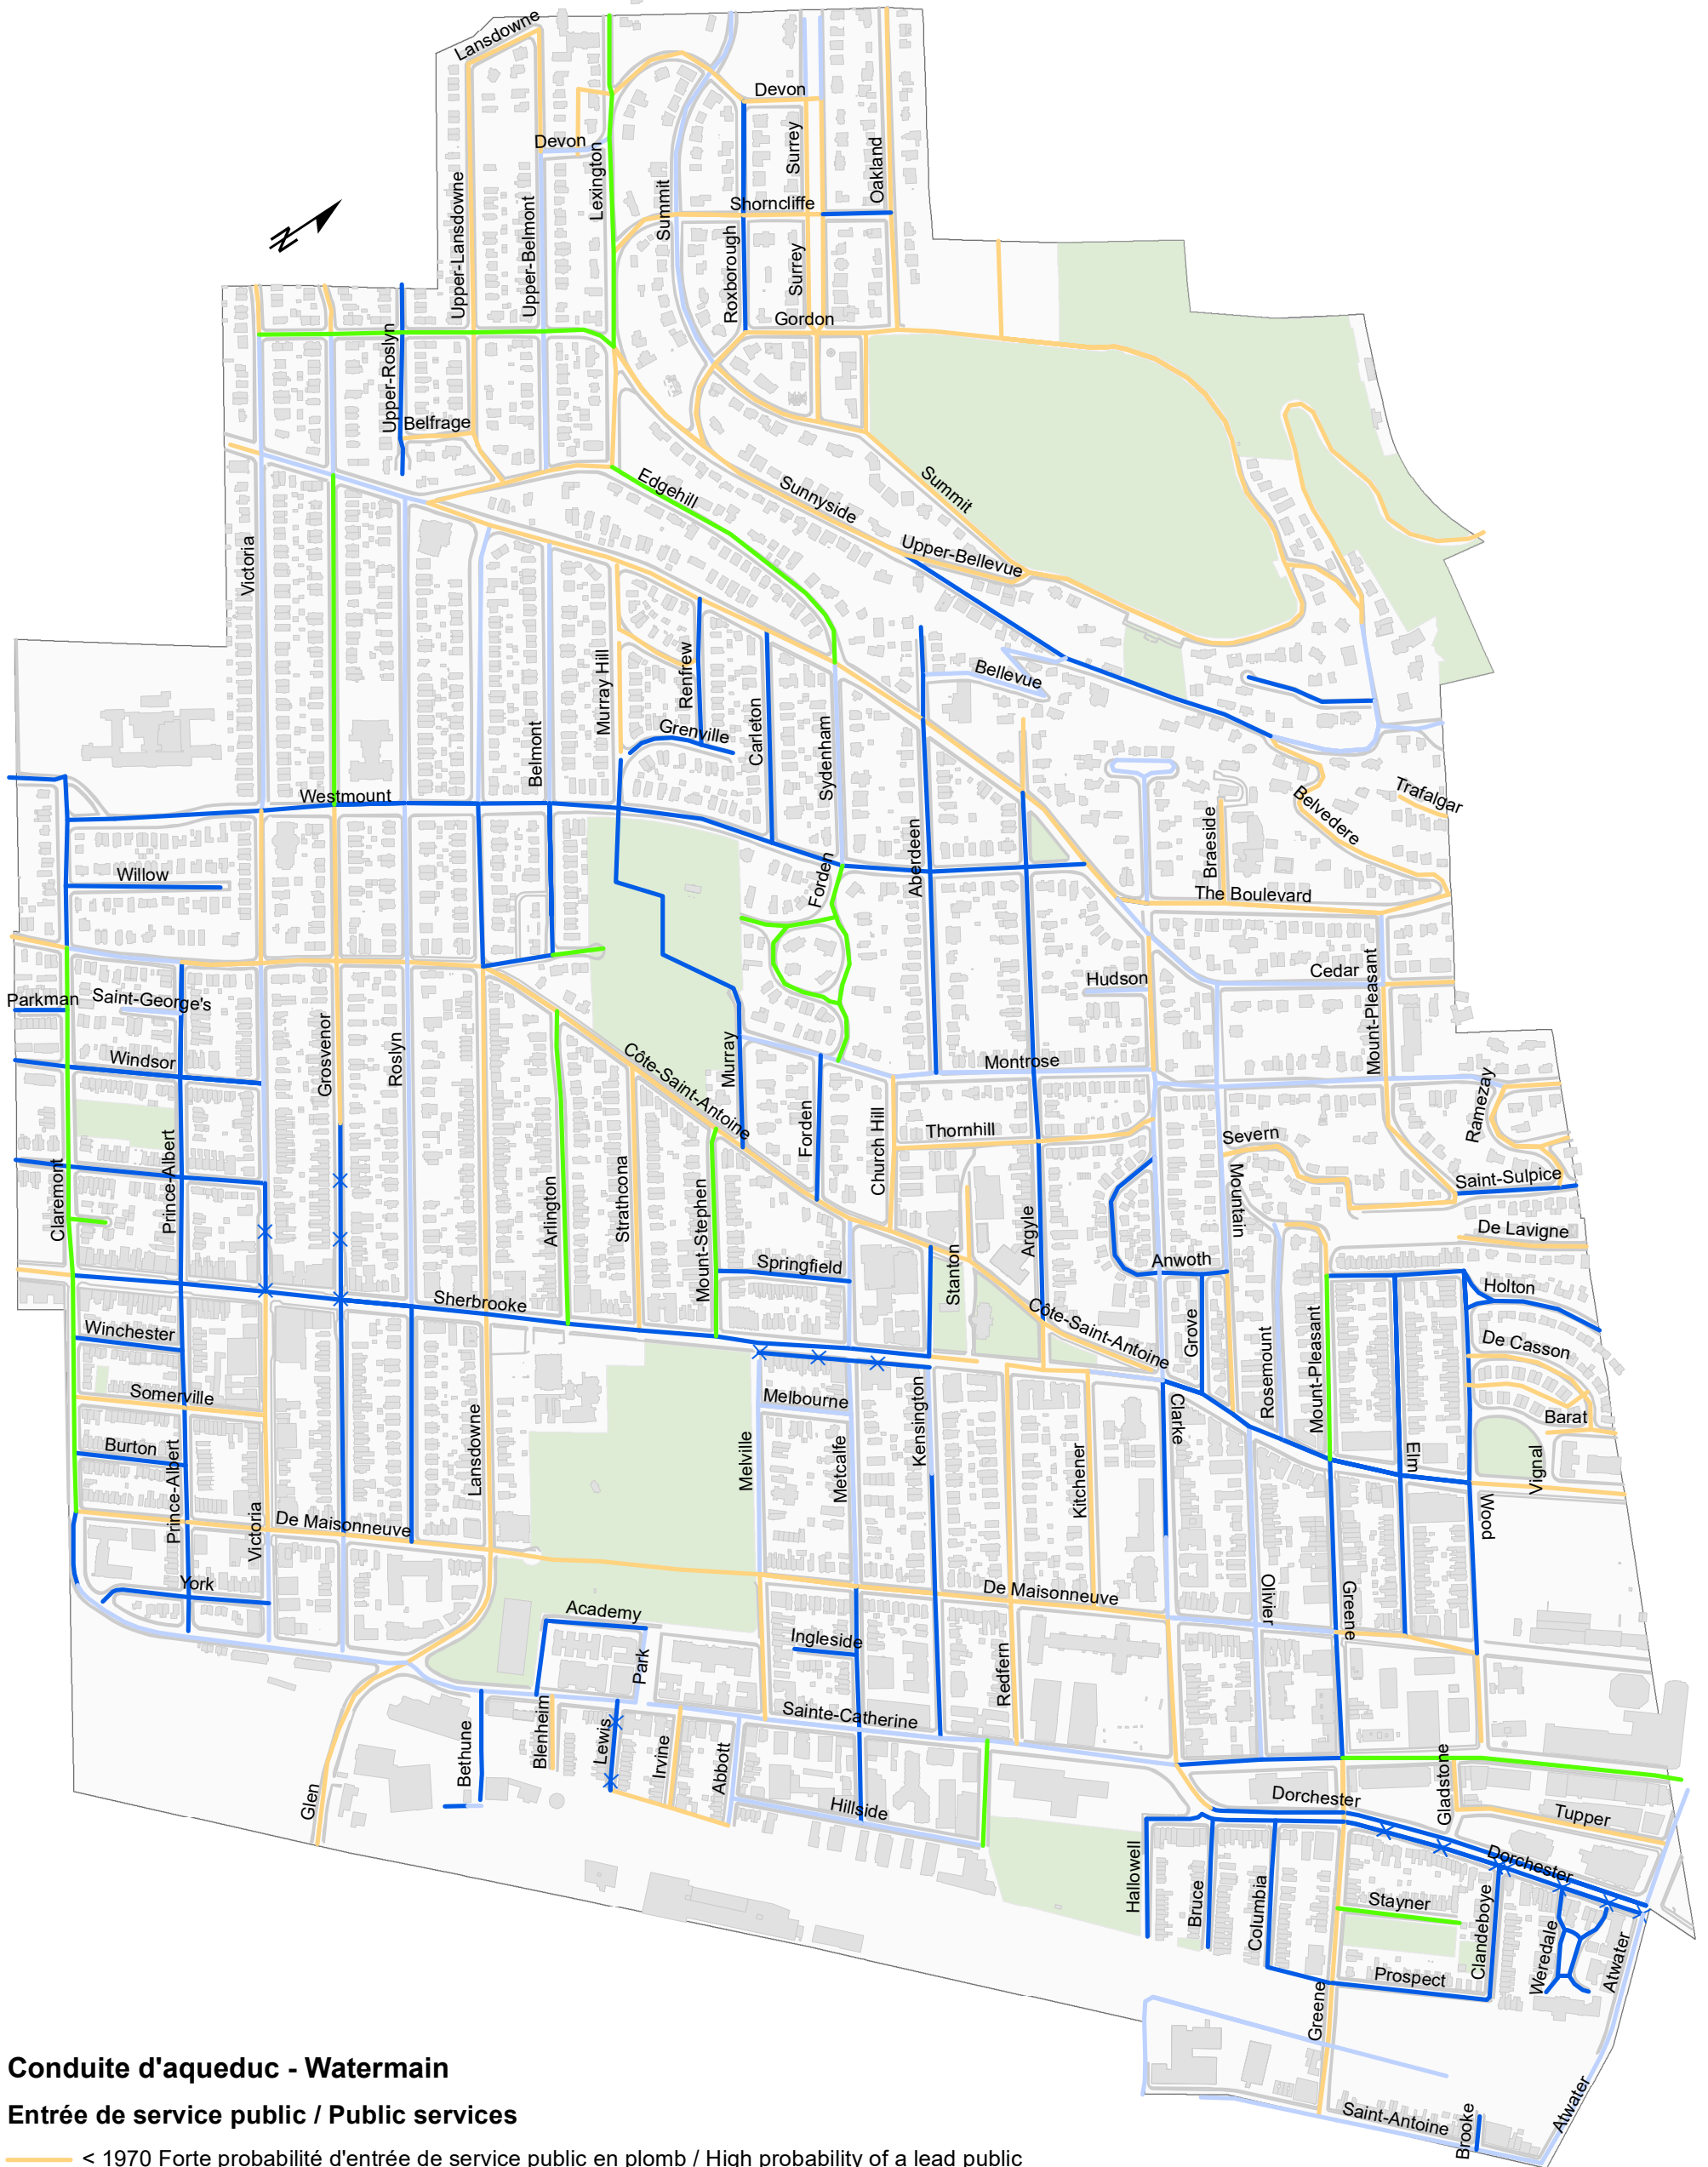 Lansdowne
Devon
Devon
Surrey
Oakland
Lexington
Upper-Lansdowne
Upper-Belmont
Summit
Shorncliffe
Roxborough
Surrey
Gordon
N
Upper-Roslyn
Belfrage
Edgehill
Sunnyside
Summit
Upper-Bellevue
Victoria
Murray Hill
Renfrew
Bellevue
Carleton
Grenville
Belmont
Sydenham
Westmount
Belvedere
Trafalgar
Braeside
Willow
Forden
Aberdeen
The Boulevard
Parkman
Saint-George's
Hudson
Cedar
Mount-Pleasant
Windsor
Grosvenor
Roslyn
Côte-Saint-Antoine
Murray
Montrose
Ramezay
Claremont
Prince-Albert
Forden
Church Hill
Thornhill
Severn
Mountain
Saint-Sulpice
Arlington
Strathcona
Mount-Stephen
Argyle
De Lavigne
Springfield
Stanton
Anwoth
Holton
Sherbrooke
Côte-Saint-Antoine
Grove
Rosemount
Mount-Pleasant
De Casson
Winchester
Somerville
Melbourne
Kensington
Clarke
Barat
Burton
Prince-Albert
Victoria
Lansdowne
Melville
Metcalfe
Kitchener
Elm
Vignal
Wood
De Maisonneuve
York
De Maisonneuve
Olivier
Greene
Academy
Park
Ingleside
Redfern
Sainte-Catherine
Bethune
Blenheim
Lewis
Irvine
Abbott
Glen
Hillside
Dorchester
Gladstone
Tupper
Dorchester
Hallowell
Bruce
Columbia
Stayner
Clandeboye
Weredale
Atwater
Prospect
Greene
Saint-Antoine
Brooke
Atwater
Conduite d'aqueduc - Watermain
Entrée de service public / Public services
< 1970 Forte probabilité d'entrée de service public en plomb / High probability of a lead public